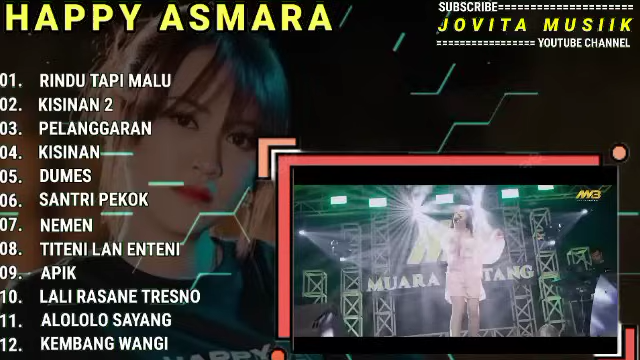 HAPPY ASMARA
SUBSCRIBE
JOVITA MUSIIK
YOUTUBE CHANNEL
01. RINDU TAPI MALU
02. KISINAN 2
03. PELANGGARAN
04. KISINAN
05. DUMES
06. SANTRI PEKOK
07. NEMEN
08. TITENI LAN ENTENI
09. APIK
10. LALI RASANE TRESNO
11. ALOLOLO SAYANG
12. KEMBANG WANGI
MUARA
HAPPY